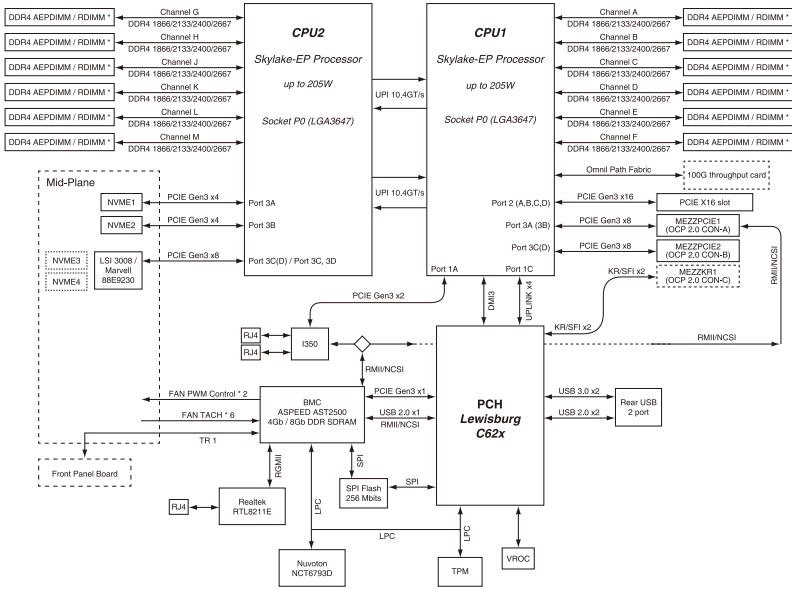 DDR4 AEPDIMM / RDIMM *
Channel G
DDR4 1866/2133/2400/2667
DDR4 AEPDIMM / RDIMM *
Channel H
DDR4 1866/2133/2400/2667
DDR4 AEPDIMM / RDIMM *
Channel J
DDR4 1866/2133/2400/2667
DDR4 AEPDIMM / RDIMM *
Channel K
DDR4 1866/2133/2400/2667
DDR4 AEPDIMM / RDIMM *
Channel L
DDR4 1866/2133/2400/2667
DDR4 AEPDIMM / RDIMM *
Channel M
DDR4 1866/2133/2400/2667
CPU2
Skylake-EP Processor
up to 205W
Socket P0 (LGA3647)
UPI 10.4GT/s
UPI 10.4GT/s
CPU1
Skylake-EP Processor
up to 205W
Socket P0 (LGA3647)
Channel A
DDR4 1866/2133/2400/2667
DDR4 AEPDIMM / RDIMM *
Channel B
DDR4 1866/2133/2400/2667
DDR4 AEPDIMM / RDIMM *
Channel C
DDR4 1866/2133/2400/2667
DDR4 AEPDIMM / RDIMM *
Channel D
DDR4 1866/2133/2400/2667
DDR4 AEPDIMM / RDIMM *
Channel E
DDR4 1866/2133/2400/2667
DDR4 AEPDIMM / RDIMM *
Channel F
DDR4 1866/2133/2400/2667
DDR4 AEPDIMM / RDIMM *
Omnil Path Fabric
100G throughput card
Port 2 (A,B,C,D)
PCIE Gen3 x16
PCIE X16 slot
Port 3A (3B)
PCIE Gen3 x8
MEZZPCIE1
(OCP 2.0 CON-A)
Port 3C(D)
PCIE Gen3 x8
MEZZPCIE2
(OCP 2.0 CON-B)
KR/SFI x2
MEZZKR1
(OCP 2.0 CON-C)
RMII/NCSI
Mid-Plane
NVME1
PCIE Gen3 x4
Port 3A
NVME2
PCIE Gen3 x4
Port 3B
NVME3
NVME4
LSI 3008 /
Marvell
88E9230
PCIE Gen3 x8
Port 3C(D) / Port 3C, 3D
Port 1A
Port 1C
PCIE Gen3 x2
DMI3
UPLINK x4
RJ4
RJ4
I350
KR/SFI x2
RMII/NCSI
RMII/NCSI
FAN PWM Control * 2
FAN TACH * 6
TR 1
BMC
ASPEED AST2500
4Gb / 8Gb DDR SDRAM
PCIE Gen3 x1
USB 2.0 x1
RMII/NCSI
PCH
Lewisburg
C62x
USB 3.0 x2
USB 2.0 x2
Rear USB
2 port
Front Panel Board
RGMII
LPC
SPI
SPI Flash
256 Mbits
SPI
RJ4
Realtek
RTL8211E
LPC
LPC
Nuvoton
NCT6793D
TPM
VROC